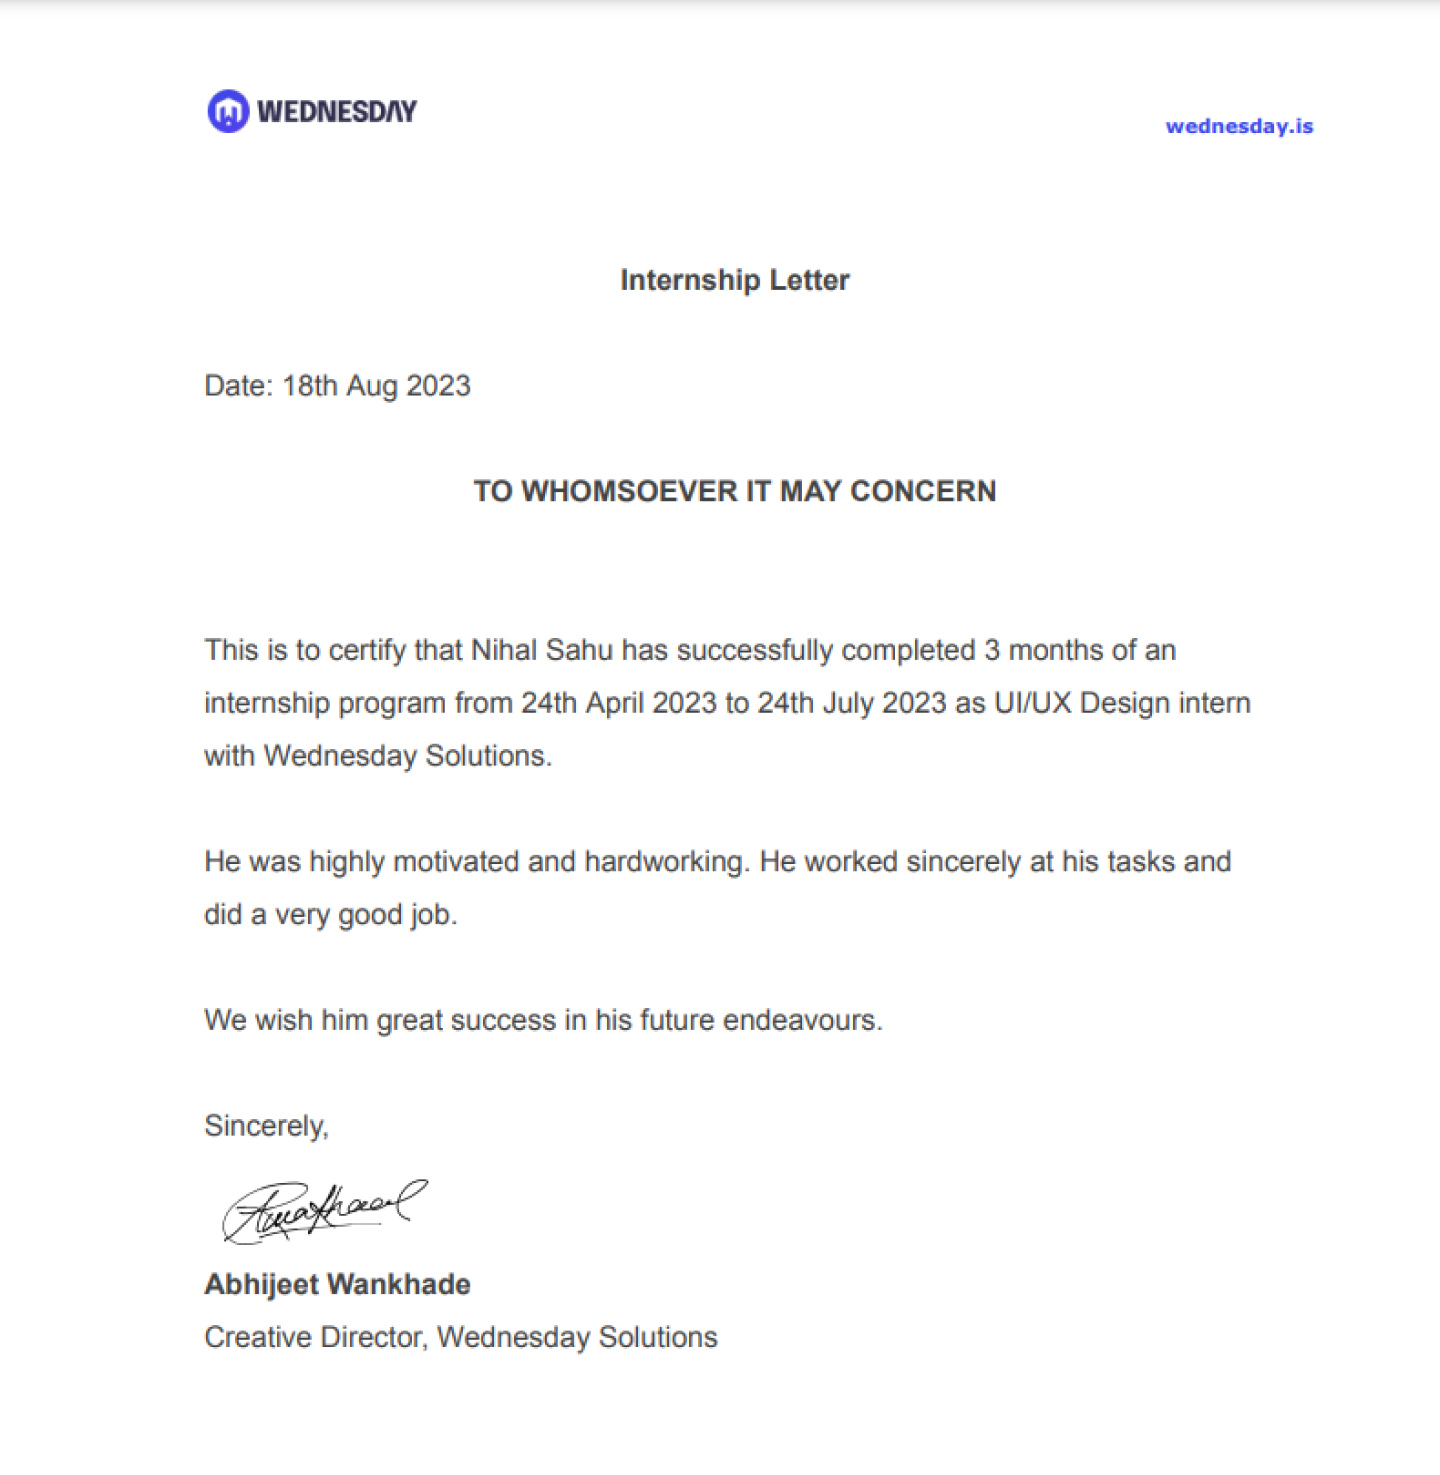 WEDNESDAY
wednesday.is
Internship Letter
Date: 18th Aug 2023
TO WHOMSOEVER IT MAY CONCERN
This is to certify that Nihal Sahu has successfully completed 3 months of an
internship program from 24th April 2023 to 24th July 2023 as UI/UX Design intern
with Wednesday Solutions.
He was highly motivated and hardworking. He worked sincerely at his tasks and
did a very good job.
We wish him great success in his future endeavours.
Sincerely,
Abhijeet Wankhade
Creative Director, Wednesday Solutions